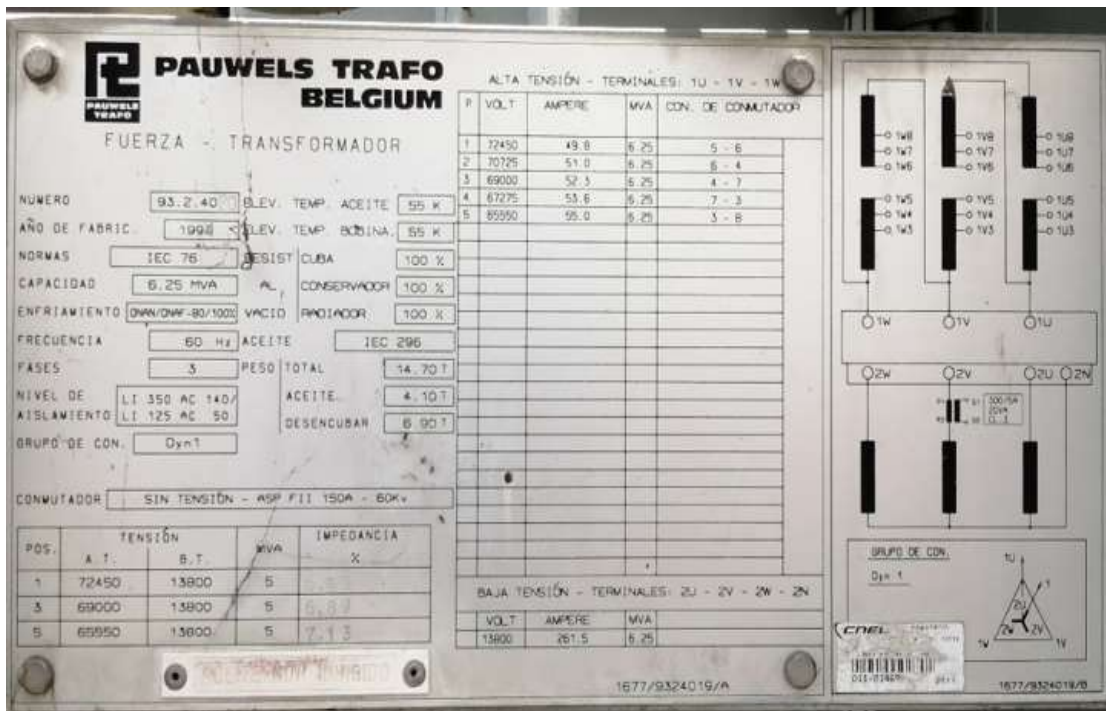 PAUWELS TRAFO
BELGIUM
PAUWELS
TRAFO
FUERZA - TRANSFORMADOR
NUMERO 93.2.40
AÑO DE FABRIC.
NORMAS IEC 76
CAPACIDAD 6.25 MVA
ENFRIAMIENTO ONAN/ONAF-80/100%
FRECUENCIA 60 Hz
FASES 3
NIVEL DE LI 350 AC 140/
AISLAMIENTO LI 125 AC 50
GRUPO DE CON. Dyn1
ELEV. TEMP. ACEITE 55 K
ELEV. TEMP. BOBINA. 55 K
RESIST CUBA 100 %
AL CONSERVADOR 100 %
VACIO RADIADOR 100 %
ACEITE IEC 296
PESO TOTAL 14.70T
ACEITE 4.10T
DESENCUBAR 6.90T
CONMUTADOR SIN TENSIÓN - ASP FII 150A - 60Kv
POS. TENSIÓN MVA IMPEDANCIA
A.T. B.T. %
1 72450 13800 5
3 69000 13800 5 6.89
5 65550 13800 5 7.13
ALTA TENSIÓN - TERMINALES: 1U - 1V - 1W
P. VOLT AMPERE MVA CON. DE CONMUTADOR
1 72450 49.8 6.25 5 - 6
2 70725 51.0 6.25 6 - 4
3 69000 52.3 6.25 4 - 7
4 67275 53.6 6.25 7 - 3
5 65550 55.0 6.25 3 - 8
BAJA TENSIÓN - TERMINALES: 2U - 2V - 2W - 2N
VOLT AMPERE MVA
13800 261.5 6.25
1677/9324019/A
1W8 1V8 1U8
1W7 1V7 1U7
1W6 1V6 1U6
1W5 1V5 1U5
1W4 1V4 1U4
1W3 1V3 1U3
1W 1V 1U
2W 2V 2U 2N
300/5A
20VA
CL
GRUPO DE CON.
Dyn 1
1U
1
2U
2W 2V
1W 1V
CNEL
1677/9324019/B